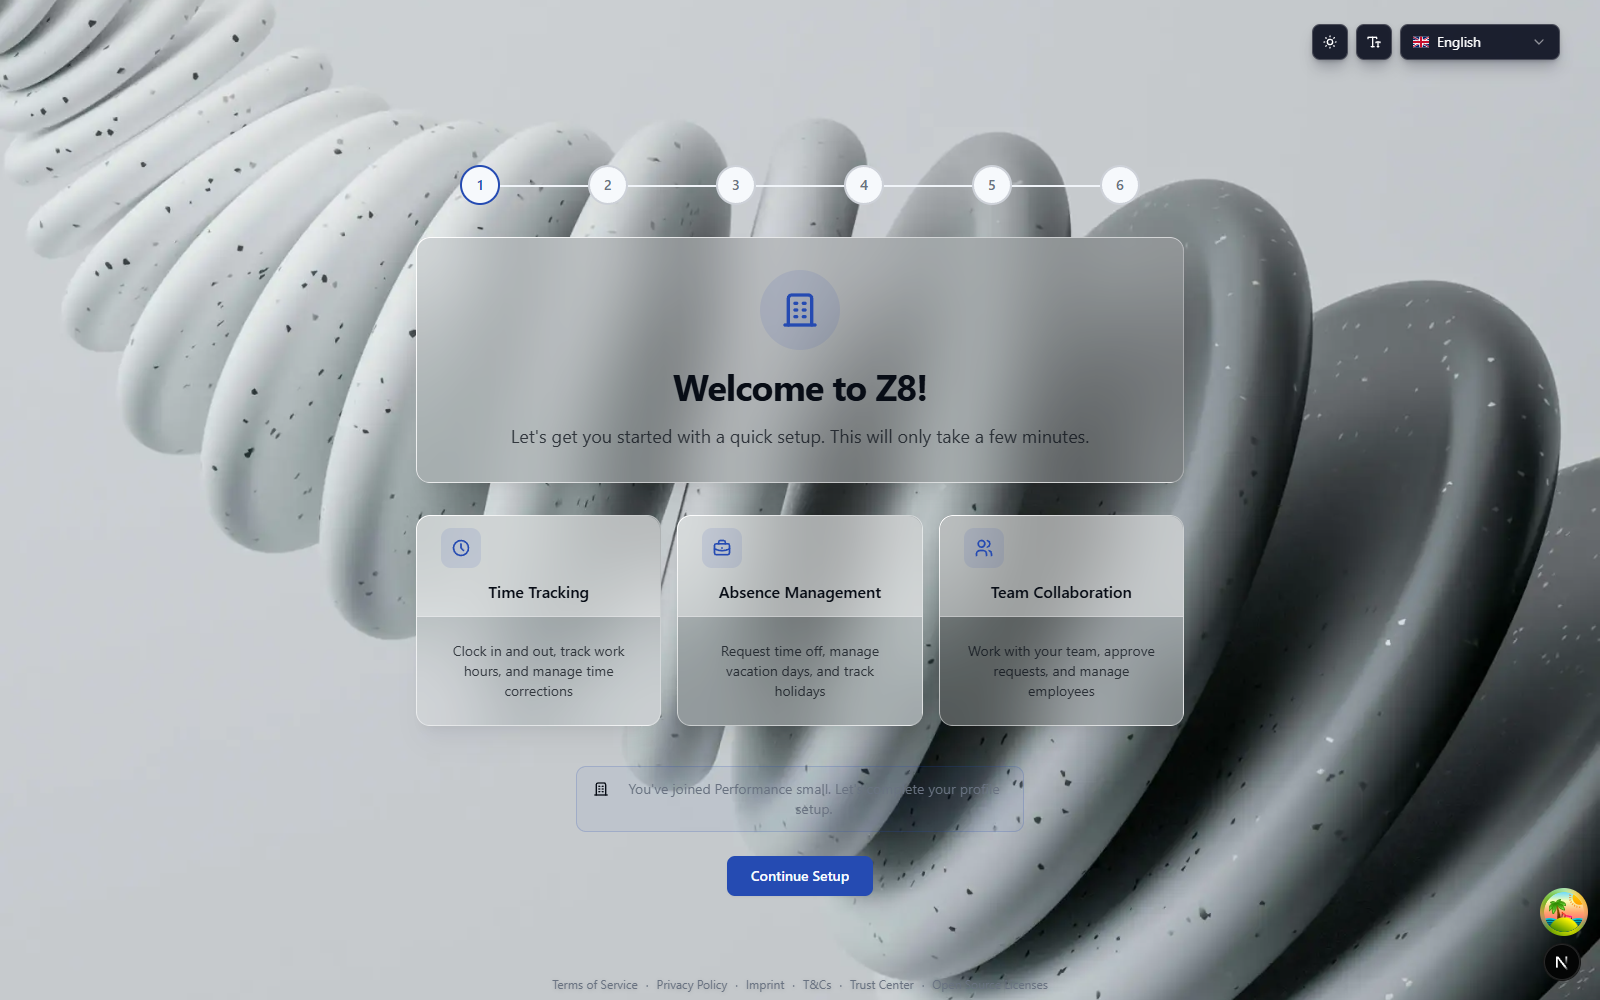 English
1 2 3 4 5 6
Welcome to Z8!
Let's get you started with a quick setup. This will only take a few minutes.
Time Tracking
Clock in and out, track work
hours, and manage time
corrections
Absence Management
Request time off, manage
vacation days, and track
holidays
Team Collaboration
Work with your team, approve
requests, and manage
employees
You've joined Performance small. Let profile
setup.
Continue Setup
Terms of Service · Privacy Policy · Imprint · T&Cs · Trust Center ·
N